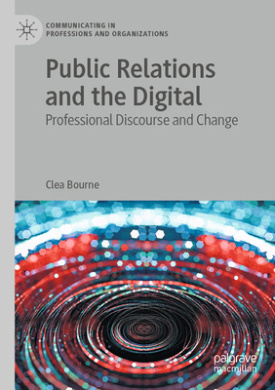 COMMUNICATING IN
PROFESSIONS AND ORGANIZATIONS
Public Relations
and the Digital
Professional Discourse and Change
Clea Bourne
palgrave
macmillan